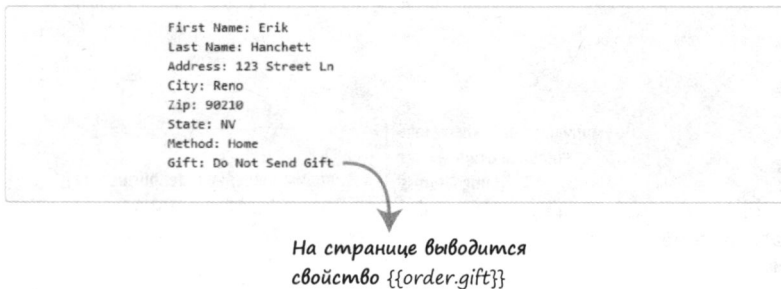 First Name: Erik
Last Name: Hanchett
Address: 123 Street Ln
City: Reno
Zip: 90210
State: NV
Method: Home
Gift: Do Not Send Gift
На странице выводится
свойство {{order.gift}}